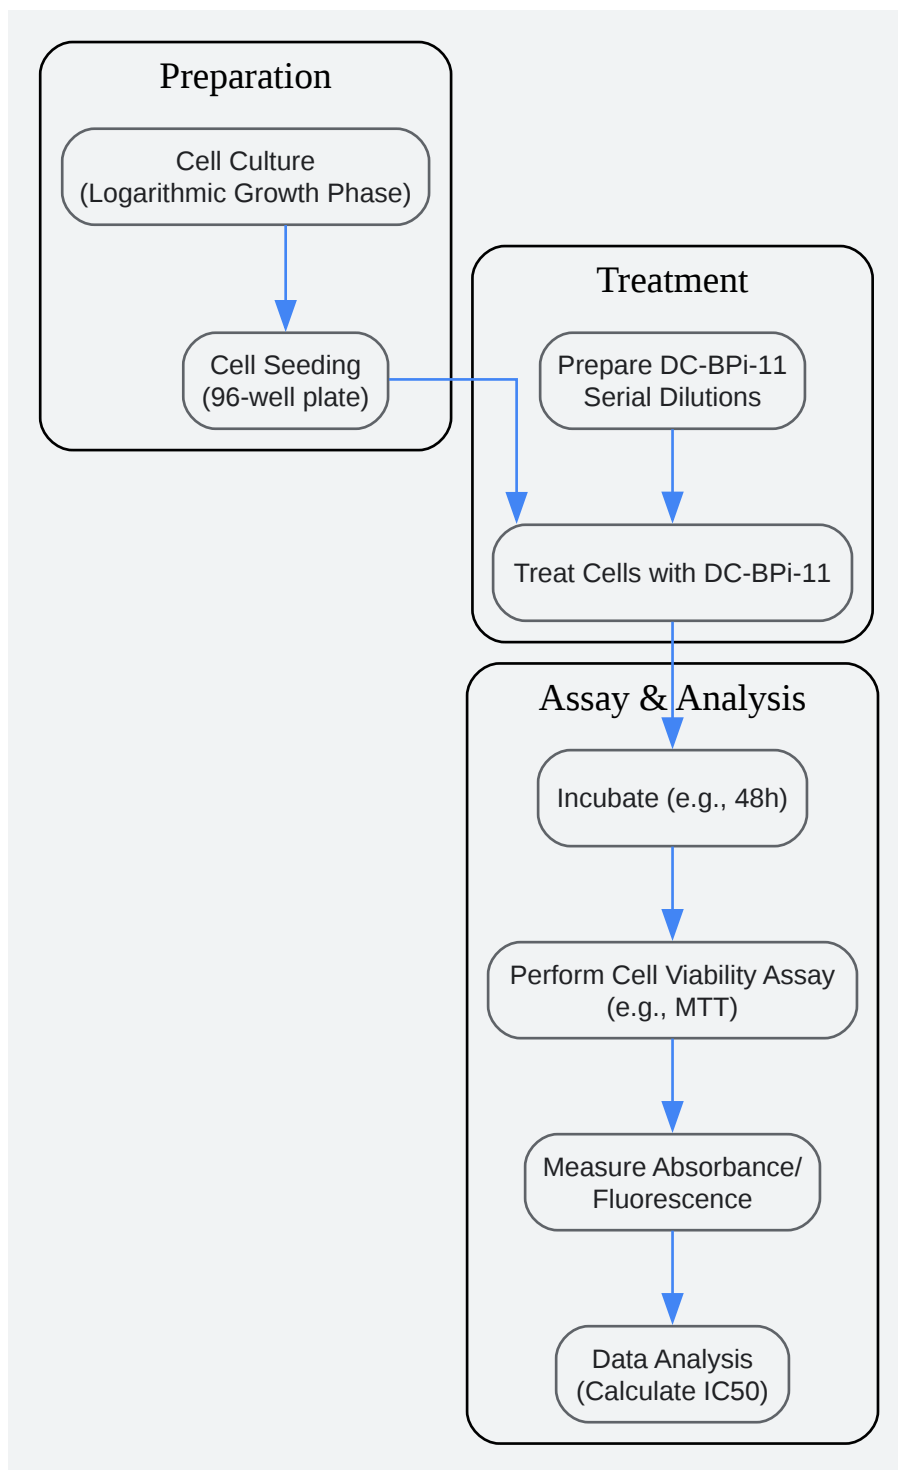 Preparation
Cell Culture
(Logarithmic Growth Phase)
Cell Seeding
(96-well plate)
Treatment
Prepare DC-BPi-11
Serial Dilutions
Treat Cells with DC-BPi-11
Assay & Analysis
Incubate (e.g., 48h)
Perform Cell Viability Assay
(e.g., MTT)
Measure Absorbance/
Fluorescence
Data Analysis
(Calculate IC50)